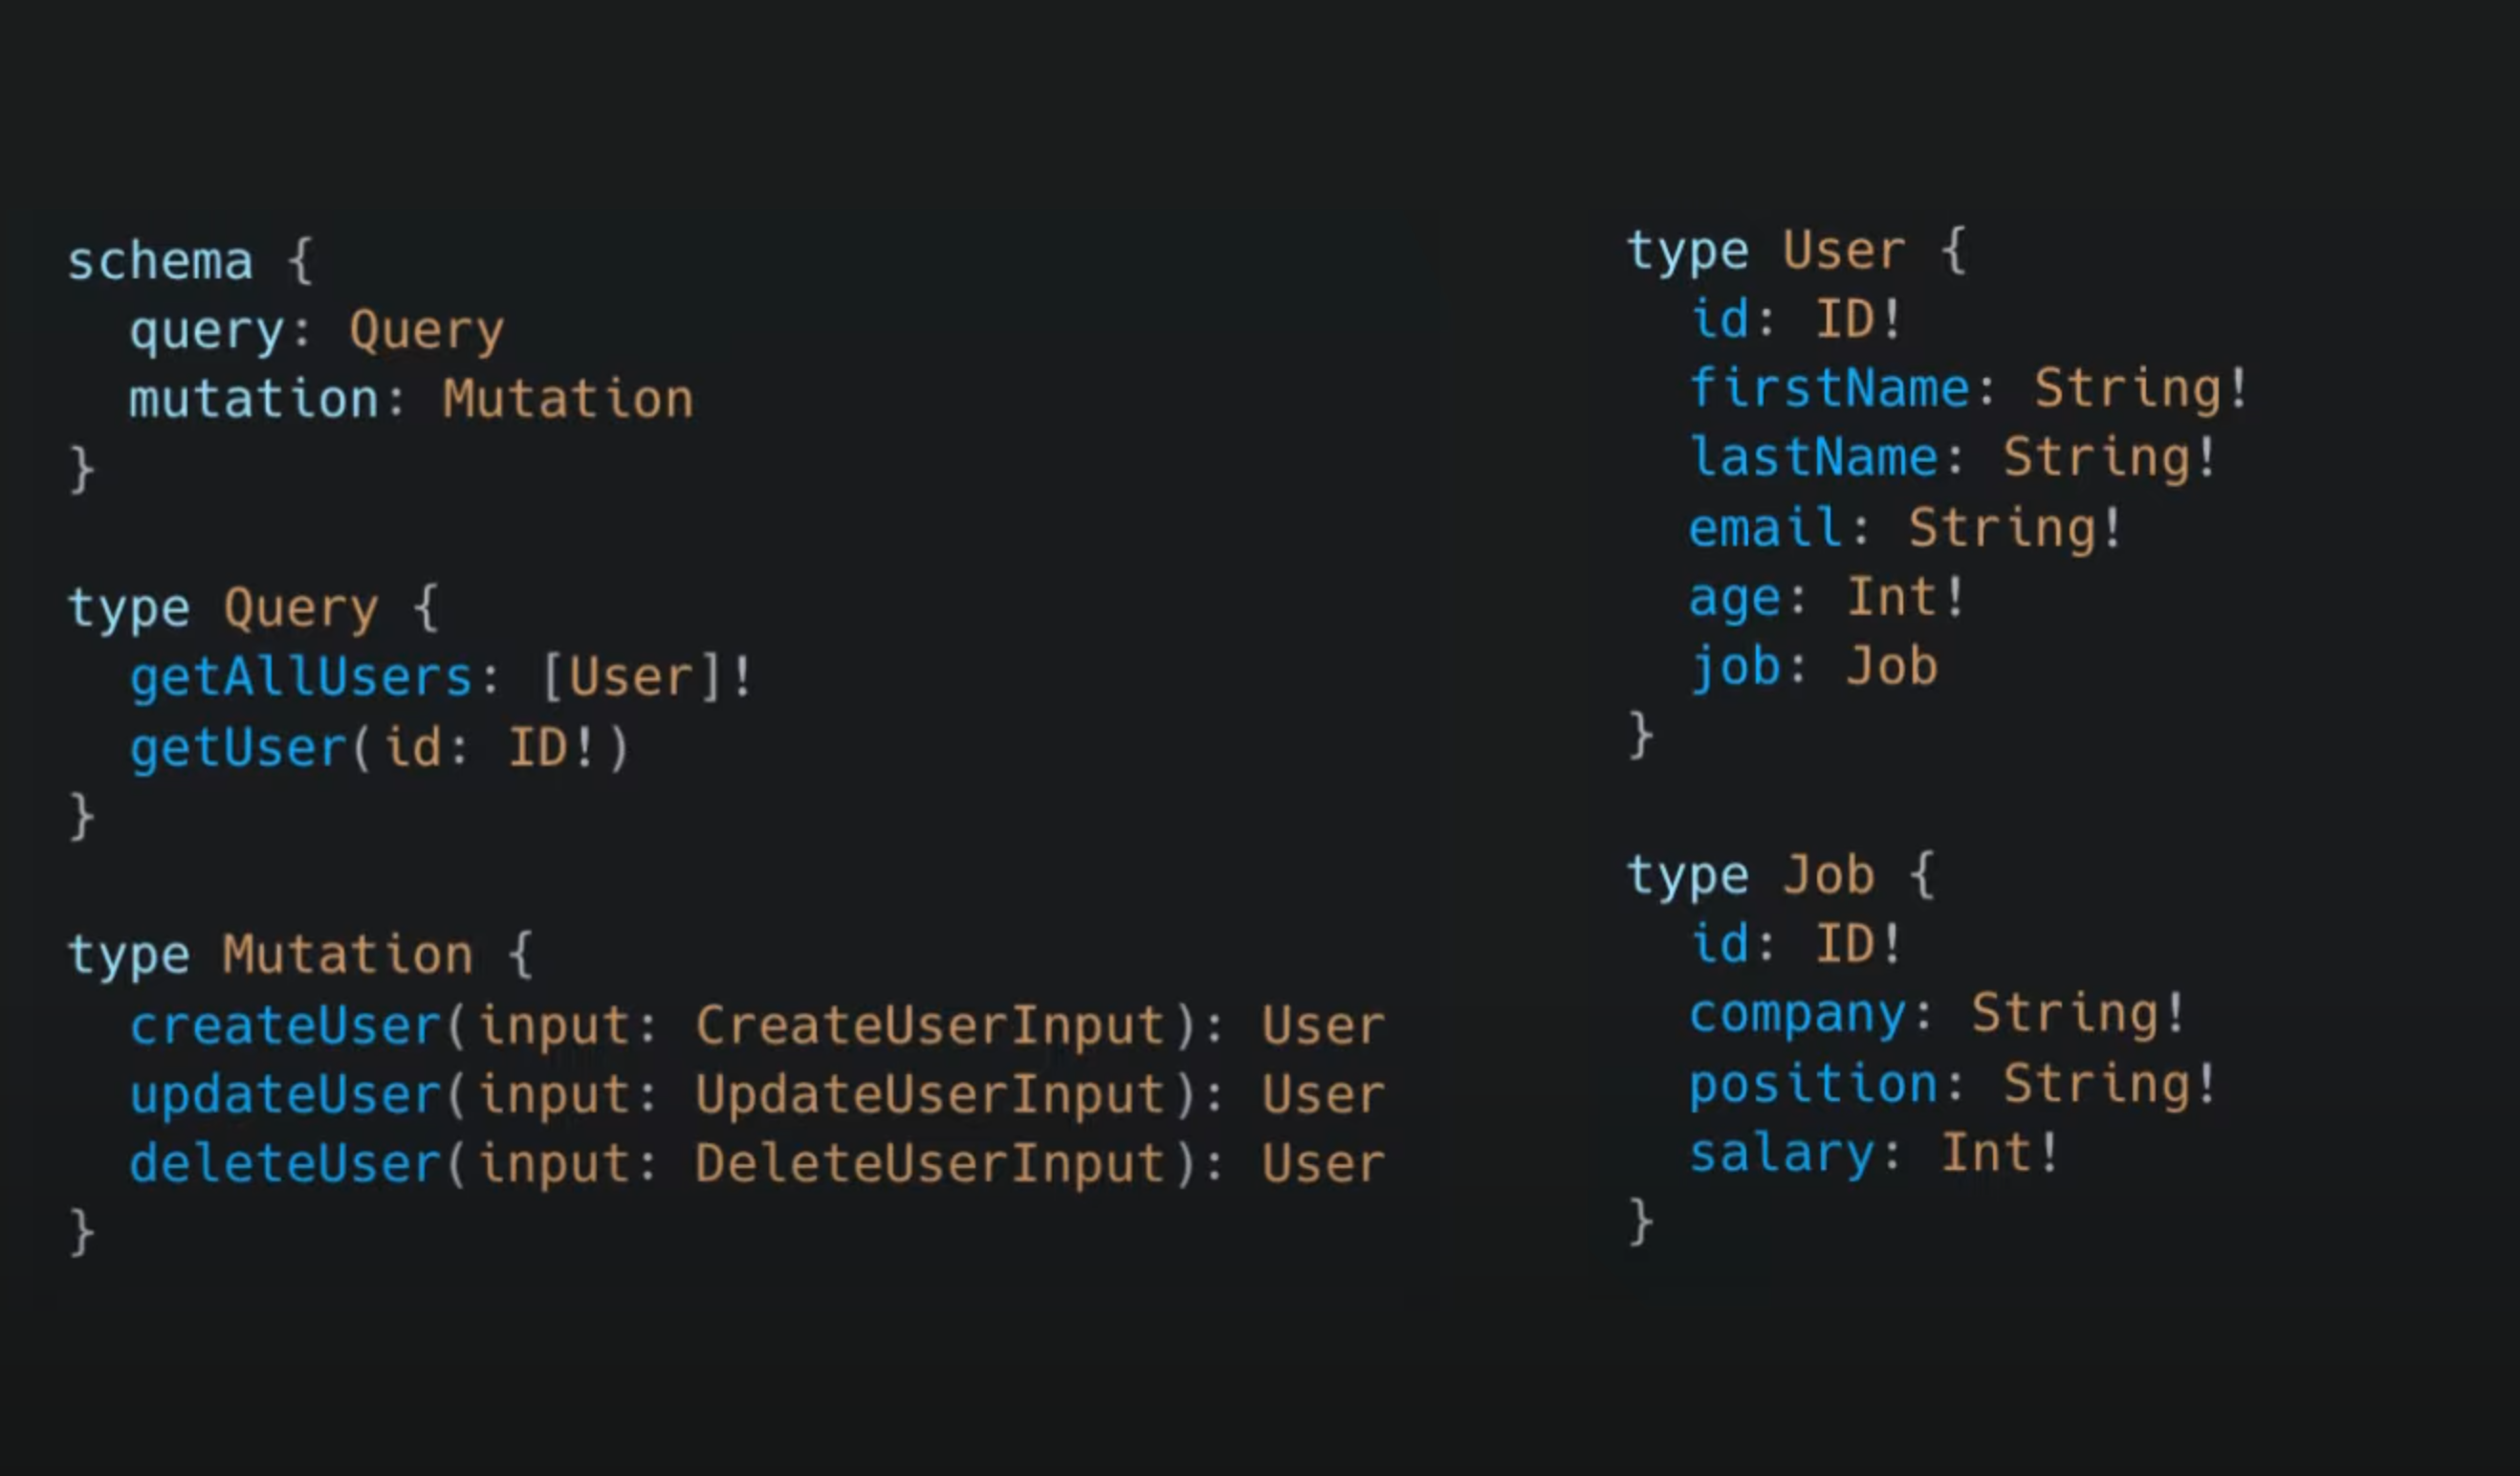 schema {
  query: Query
  mutation: Mutation
}

type Query {
  getAllUsers: [User]!
  getUser(id: ID!)
}

type Mutation {
  createUser(input: CreateUserInput): User
  updateUser(input: UpdateUserInput): User
  deleteUser(input: DeleteUserInput): User
}

type User {
  id: ID!
  firstName: String!
  lastName: String!
  email: String!
  age: Int!
  job: Job
}

type Job {
  id: ID!
  company: String!
  position: String!
  salary: Int!
}